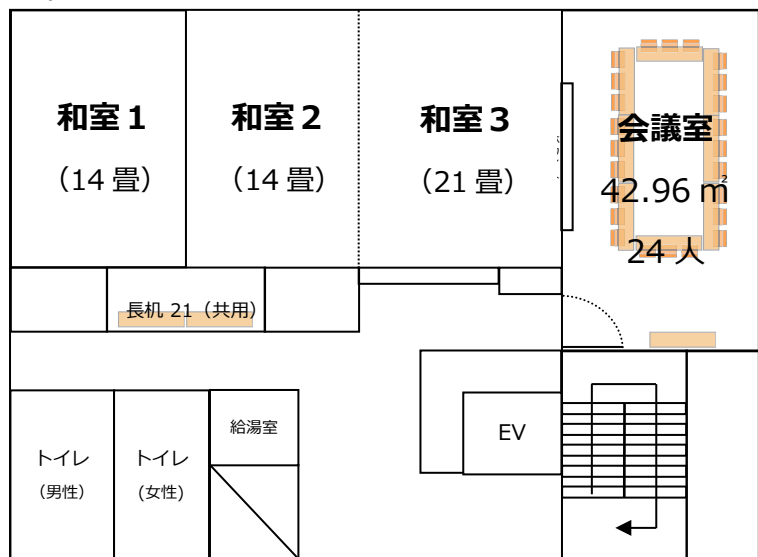 和室１
（14 畳）
和室２
（14 畳）
和室３
（21 畳）
会議室
42.96 ㎡
24 人
長机 21（共用）
トイレ
（男性）
トイレ
(女性)
給湯室
EV